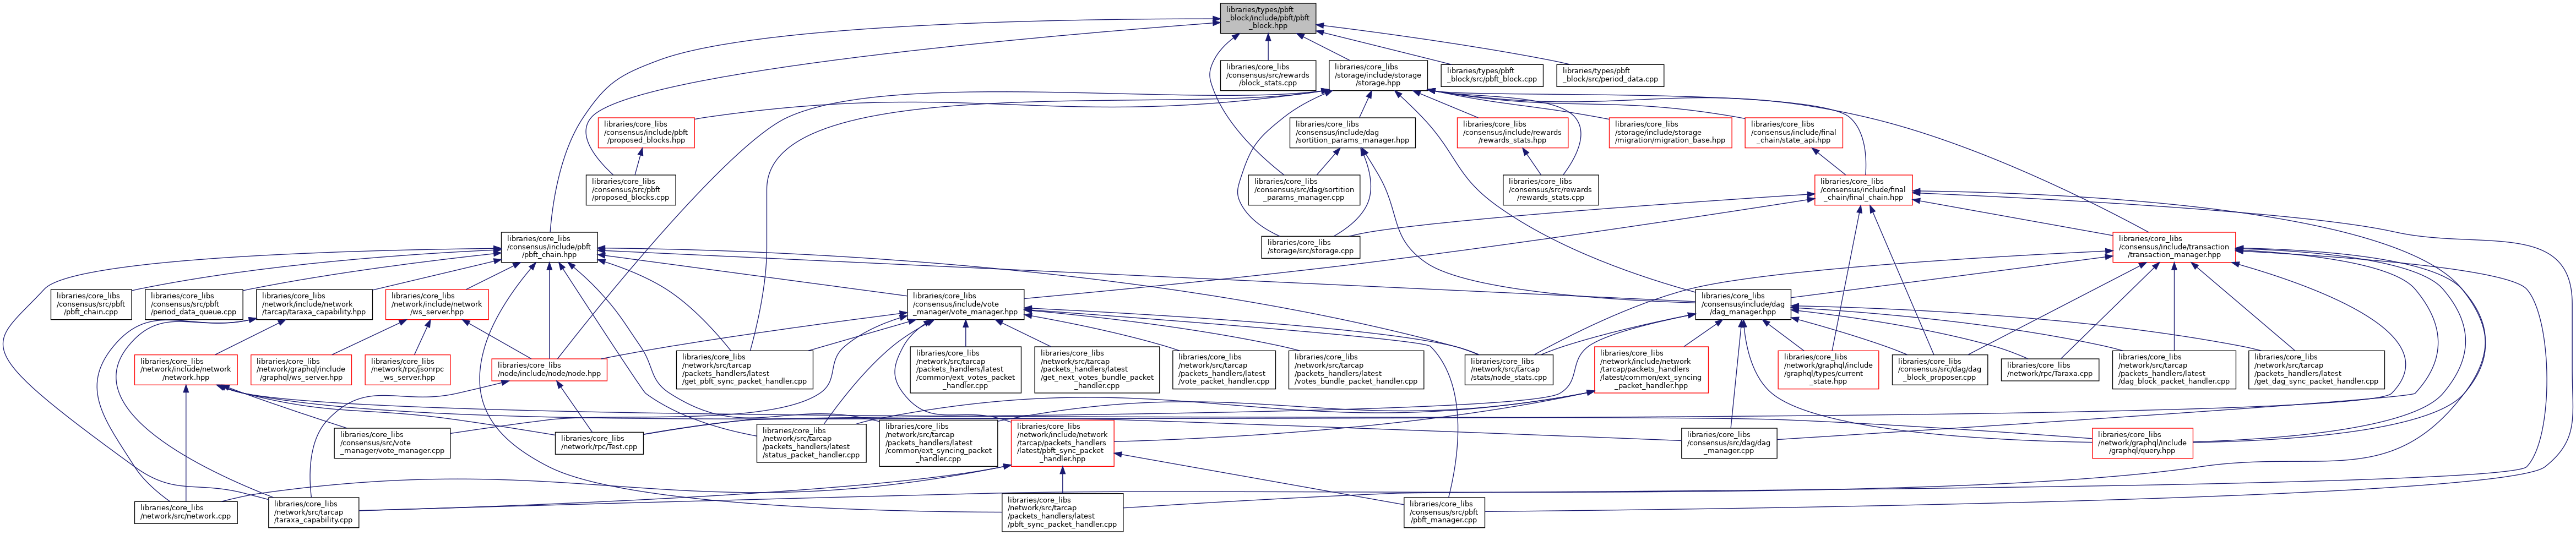 libraries/types/pbft
_block/include/pbft/pbft
_block.hpp
libraries/core_libs
/consensus/src/rewards
/block_stats.cpp
libraries/core_libs
/storage/include/storage
/storage.hpp
libraries/types/pbft
_block/src/pbft_block.cpp
libraries/types/pbft
_block/src/period_data.cpp
libraries/core_libs
/consensus/include/pbft
/proposed_blocks.hpp
libraries/core_libs
/consensus/include/dag
/sortition_params_manager.hpp
libraries/core_libs
/consensus/include/rewards
/rewards_stats.hpp
libraries/core_libs
/storage/include/storage
/migration/migration_base.hpp
libraries/core_libs
/consensus/include/final
_chain/state_api.hpp
libraries/core_libs
/consensus/src/pbft
/proposed_blocks.cpp
libraries/core_libs
/consensus/src/dag/sortition
_params_manager.cpp
libraries/core_libs
/consensus/src/rewards
/rewards_stats.cpp
libraries/core_libs
/consensus/include/final
_chain/final_chain.hpp
libraries/core_libs
/consensus/include/pbft
/pbft_chain.hpp
libraries/core_libs
/storage/src/storage.cpp
libraries/core_libs
/consensus/include/transaction
/transaction_manager.hpp
libraries/core_libs
/consensus/src/pbft
/pbft_chain.cpp
libraries/core_libs
/consensus/src/pbft
/period_data_queue.cpp
libraries/core_libs
/network/include/network
/tarcap/taraxa_capability.hpp
libraries/core_libs
/network/include/network
/ws_server.hpp
libraries/core_libs
/consensus/include/vote
_manager/vote_manager.hpp
libraries/core_libs
/consensus/include/dag
/dag_manager.hpp
libraries/core_libs
/network/include/network
/network.hpp
libraries/core_libs
/network/graphql/include
/graphql/ws_server.hpp
libraries/core_libs
/network/rpc/jsonrpc
_ws_server.hpp
libraries/core_libs
/node/include/node/node.hpp
libraries/core_libs
/network/src/tarcap
/packets_handlers/latest
/get_pbft_sync_packet_handler.cpp
libraries/core_libs
/network/src/tarcap
/packets_handlers/latest
/common/ext_votes_packet
_handler.cpp
libraries/core_libs
/network/src/tarcap
/packets_handlers/latest
/get_next_votes_bundle_packet
_handler.cpp
libraries/core_libs
/network/src/tarcap
/packets_handlers/latest
/vote_packet_handler.cpp
libraries/core_libs
/network/src/tarcap
/packets_handlers/latest
/votes_bundle_packet_handler.cpp
libraries/core_libs
/network/src/tarcap
/stats/node_stats.cpp
libraries/core_libs
/network/include/network
/tarcap/packets_handlers
/latest/common/ext_syncing
_packet_handler.hpp
libraries/core_libs
/network/graphql/include
/graphql/types/current
_state.hpp
libraries/core_libs
/consensus/src/dag/dag
_block_proposer.cpp
libraries/core_libs
/network/rpc/Taraxa.cpp
libraries/core_libs
/network/src/tarcap
/packets_handlers/latest
/dag_block_packet_handler.cpp
libraries/core_libs
/network/src/tarcap
/packets_handlers/latest
/get_dag_sync_packet_handler.cpp
libraries/core_libs
/consensus/src/vote
_manager/vote_manager.cpp
libraries/core_libs
/network/rpc/Test.cpp
libraries/core_libs
/network/src/tarcap
/packets_handlers/latest
/status_packet_handler.cpp
libraries/core_libs
/network/src/tarcap
/packets_handlers/latest
/common/ext_syncing_packet
_handler.cpp
libraries/core_libs
/network/include/network
/tarcap/packets_handlers
/latest/pbft_sync_packet
_handler.hpp
libraries/core_libs
/consensus/src/dag/dag
_manager.cpp
libraries/core_libs
/network/graphql/include
/graphql/query.hpp
libraries/core_libs
/network/src/network.cpp
libraries/core_libs
/network/src/tarcap
/taraxa_capability.cpp
libraries/core_libs
/network/src/tarcap
/packets_handlers/latest
/pbft_sync_packet_handler.cpp
libraries/core_libs
/consensus/src/pbft
/pbft_manager.cpp